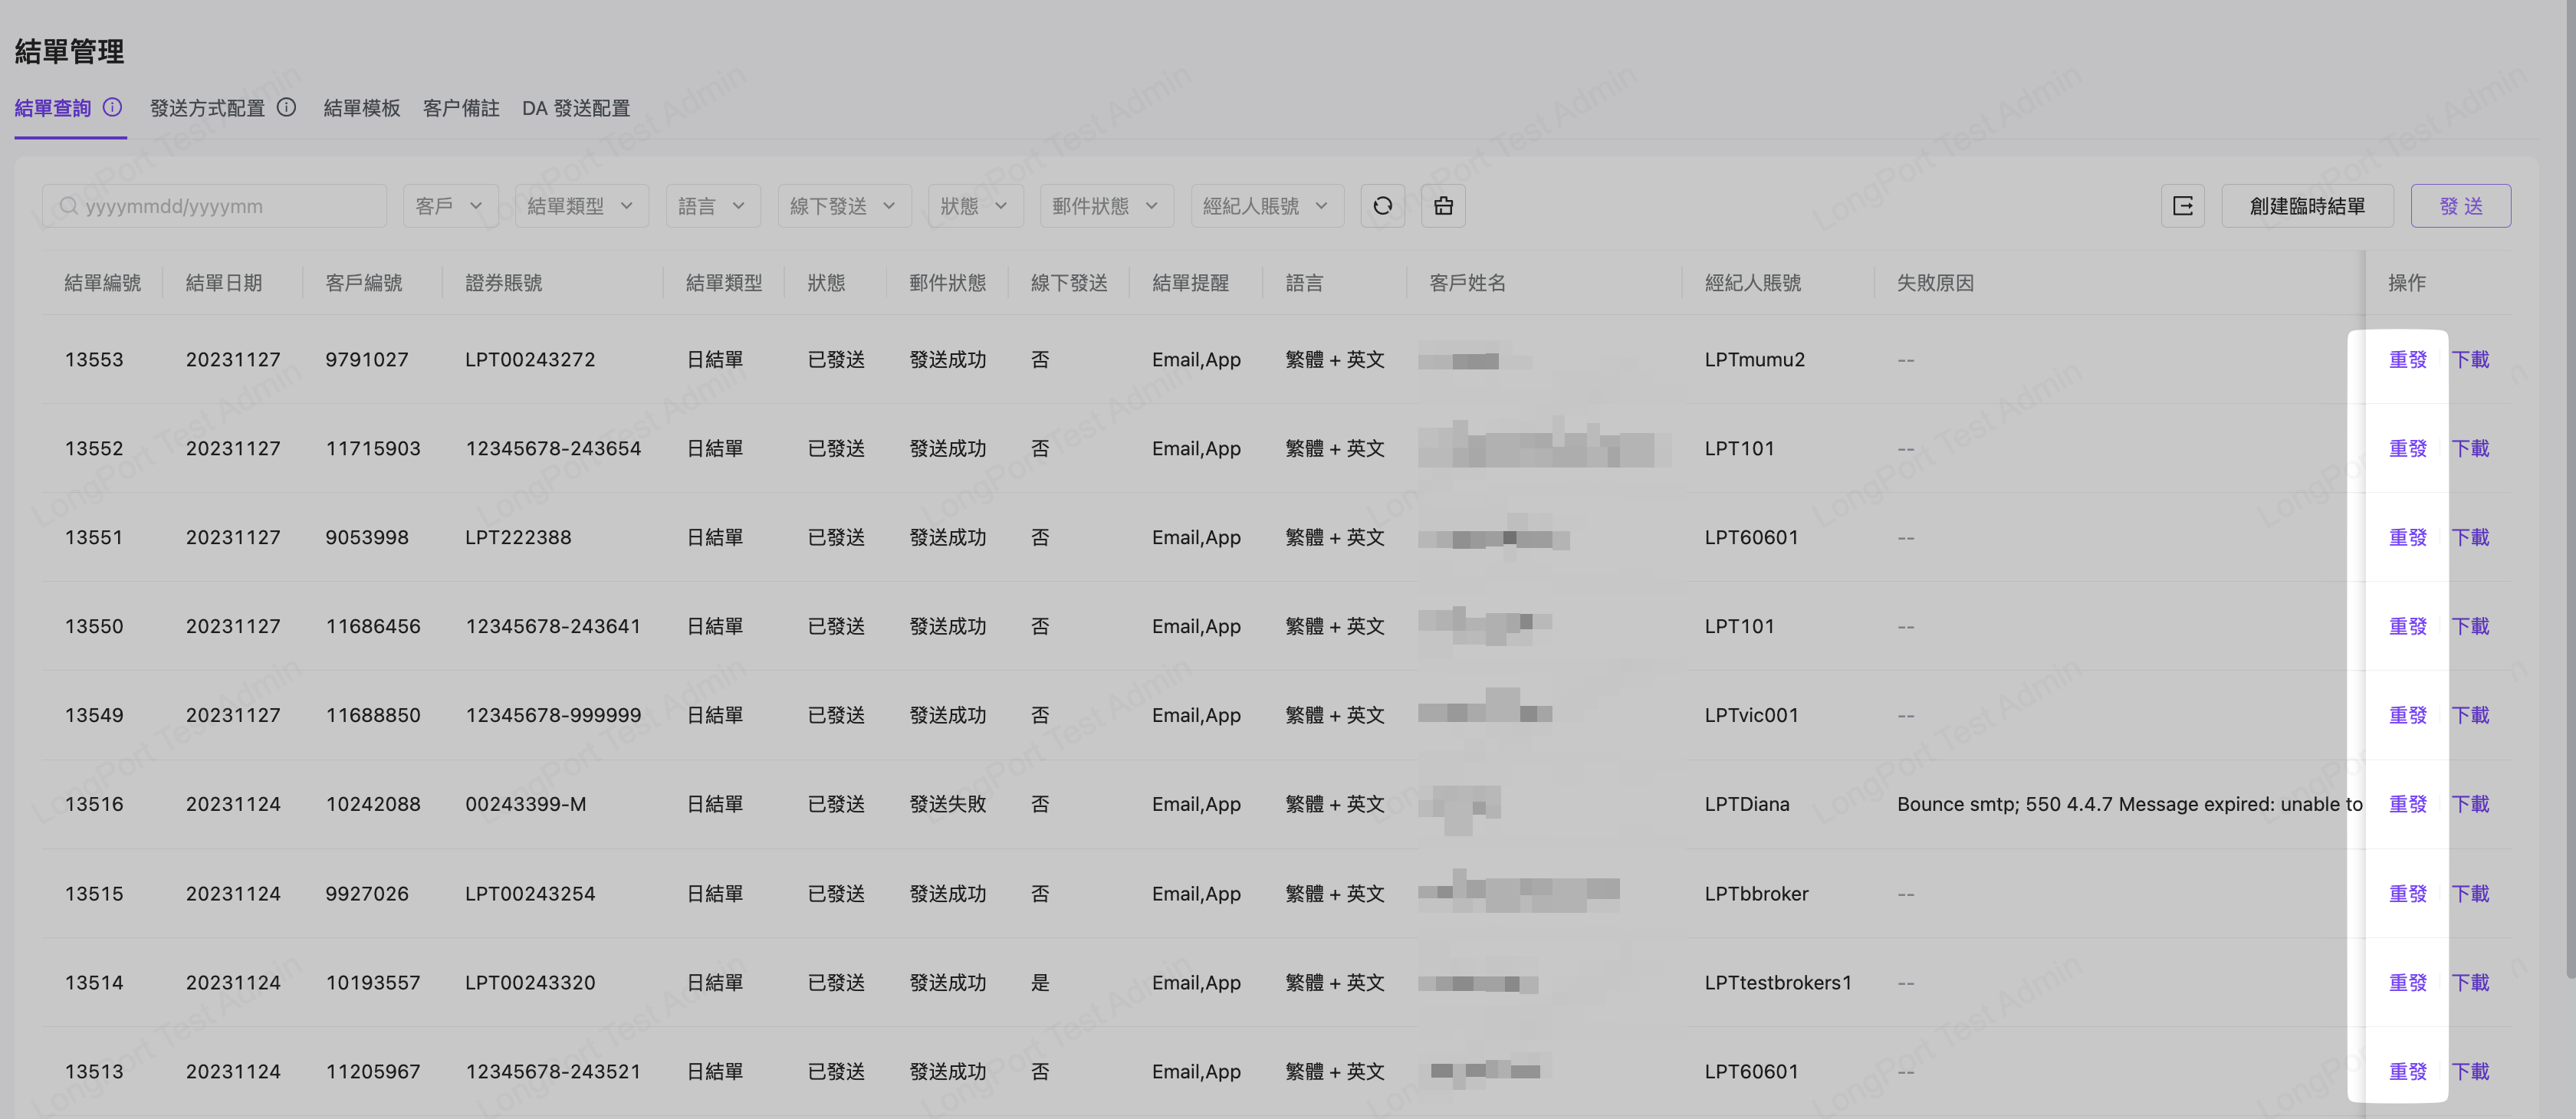 結單管理
結單查詢 發送方式配置 結單模板 客户備註 DA 發送配置
yyyymmdd/yyyymm 客戶 結單類型 語言 線下發送 狀態 郵件狀態 經紀人賬號 創建臨時結單 發 送
結單編號 結單日期 客戶編號 證券賬號 結單類型 狀態 郵件狀態 線下發送 結單提醒 語言 客戶姓名 經紀人賬號 失敗原因 操作
13553 20231127 9791027 LPT00243272 日結單 已發送 發送成功 否 Email,App 繁體 + 英文 LPTmumu2 -- 重發 下載
13552 20231127 11715903 12345678-243654 日結單 已發送 發送成功 否 Email,App 繁體 + 英文 LPT101 -- 重發 下載
13551 20231127 9053998 LPT222388 日結單 已發送 發送成功 否 Email,App 繁體 + 英文 LPT60601 -- 重發 下載
13550 20231127 11686456 12345678-243641 日結單 已發送 發送成功 否 Email,App 繁體 + 英文 LPT101 -- 重發 下載
13549 20231127 11688850 12345678-999999 日結單 已發送 發送成功 否 Email,App 繁體 + 英文 LPTvic001 -- 重發 下載
13516 20231124 10242088 00243399-M 日結單 已發送 發送失敗 否 Email,App 繁體 + 英文 LPTDiana Bounce smtp; 550 4.4.7 Message expired: unable to 重發 下載
13515 20231124 9927026 LPT00243254 日結單 已發送 發送成功 否 Email,App 繁體 + 英文 LPTbbroker -- 重發 下載
13514 20231124 10193557 LPT00243320 日結單 已發送 發送成功 是 Email,App 繁體 + 英文 LPTtestbrokers1 -- 重發 下載
13513 20231124 11205967 12345678-243521 日結單 已發送 發送成功 否 Email,App 繁體 + 英文 LPT60601 -- 重發 下載
LongPort Test Admin